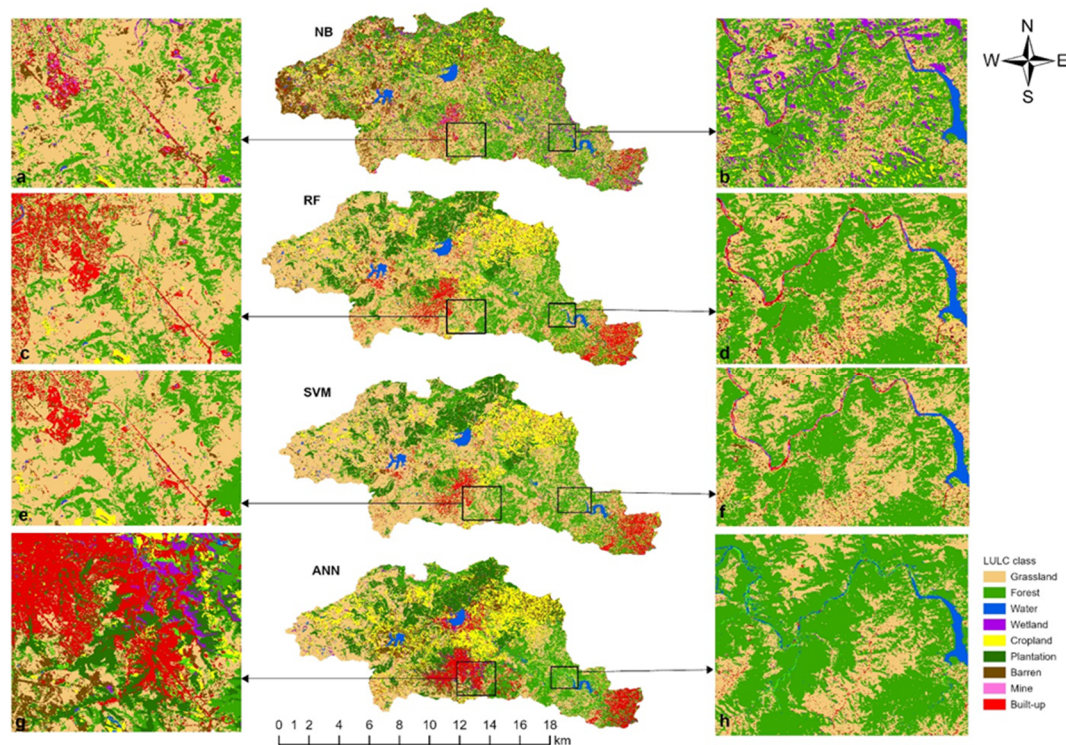 NB
N
W E
S
a
b
RF
c
d
SVM
e
f
ANN
g
h
LULC class
Grassland
Forest
Water
Wetland
Cropland
Plantation
Barren
Mine
Built-up
0 2 4 6 8 10 12 14 16 18
km